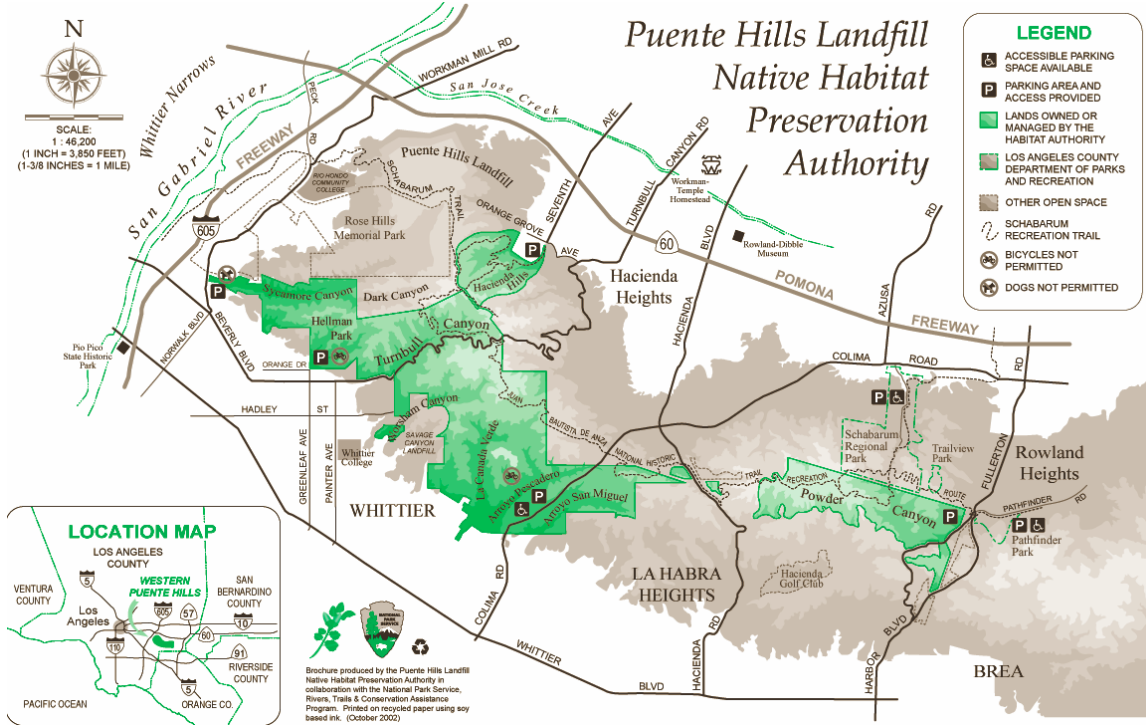 Puente Hills Landfill
Native Habitat
Preservation
Authority
N
SCALE:
1 : 46,200
(1 INCH = 3,850 FEET)
(1-3/8 INCHES = 1 MILE)
LEGEND
ACCESSIBLE PARKING
SPACE AVAILABLE
P
PARKING AREA AND
ACCESS PROVIDED
LANDS OWNED OR
MANAGED BY THE
HABITAT AUTHORITY
LOS ANGELES COUNTY
DEPARTMENT OF PARKS
AND RECREATION
OTHER OPEN SPACE
SCHABARUM
RECREATION TRAIL
BICYCLES NOT
PERMITTED
DOGS NOT PERMITTED
Whittier Narrows
San Gabriel River
FREEWAY
605
PECK
RD
WORKMAN MILL RD
San Jose Creek
Puente Hills Landfill
RIO HONDO
COMMUNITY
COLLEGE
SCHABARUM
TRAIL
Rose Hills
Memorial Park
ORANGE GROVE
AVE
SEVENTH
AVE
TURNBULL
CANYON RD
W
Workman-
Temple
Homestead
HACIENDA
BLVD
60
POMONA
FREEWAY
Rowland-Dibble
Museum
AZUSA
RD
P
Hacienda
Hills
Hacienda
Heights
P
Sycamore Canyon
Dark Canyon
Hellman
Park
P
Turnbull
Canyon
Pio Pico
State Historic
Park
NORWALK BLVD
BEVERLY BLVD
ORANGE DR
HADLEY
ST
Worsham Canyon
SAVAGE
CANYON
LANDFILL
Whittier
College
GREENLEAF AVE
PAINTER AVE
La Canada Verde
JUAN
BAUTISTA DE ANZA
NATIONAL HISTORIC
TRAIL
RECREATION
ROUTE
COLIMA
ROAD
P
Schabarum
Regional
Park
Trailview
Park
FULLERTON
RD
Rowland
Heights
PATHFINDER
RD
P
Pathfinder
Park
Powder
Canyon
P
WHITTIER
P
Arroyo Pescadero
Arroyo San Miguel
COLIMA
RD
LA HABRA
HEIGHTS
Hacienda
Golf Club
HACIENDA
RD
HARBOR
BLVD
BREA
WHITTIER
BLVD
LOCATION MAP
LOS ANGELES
COUNTY
VENTURA
COUNTY
5
WESTERN
PUENTE HILLS
SAN
BERNARDINO
COUNTY
Los
Angeles
605
57
10
60
110
91
RIVERSIDE
COUNTY
5
PACIFIC OCEAN
ORANGE CO.
NATIONAL
PARK
SERVICE
Brochure produced by the Puente Hills Landfill
Native Habitat Preservation Authority in
collaboration with the National Park Service,
Rivers, Trails & Conservation Assistance
Program. Printed on recycled paper using soy
based ink. (October 2002)